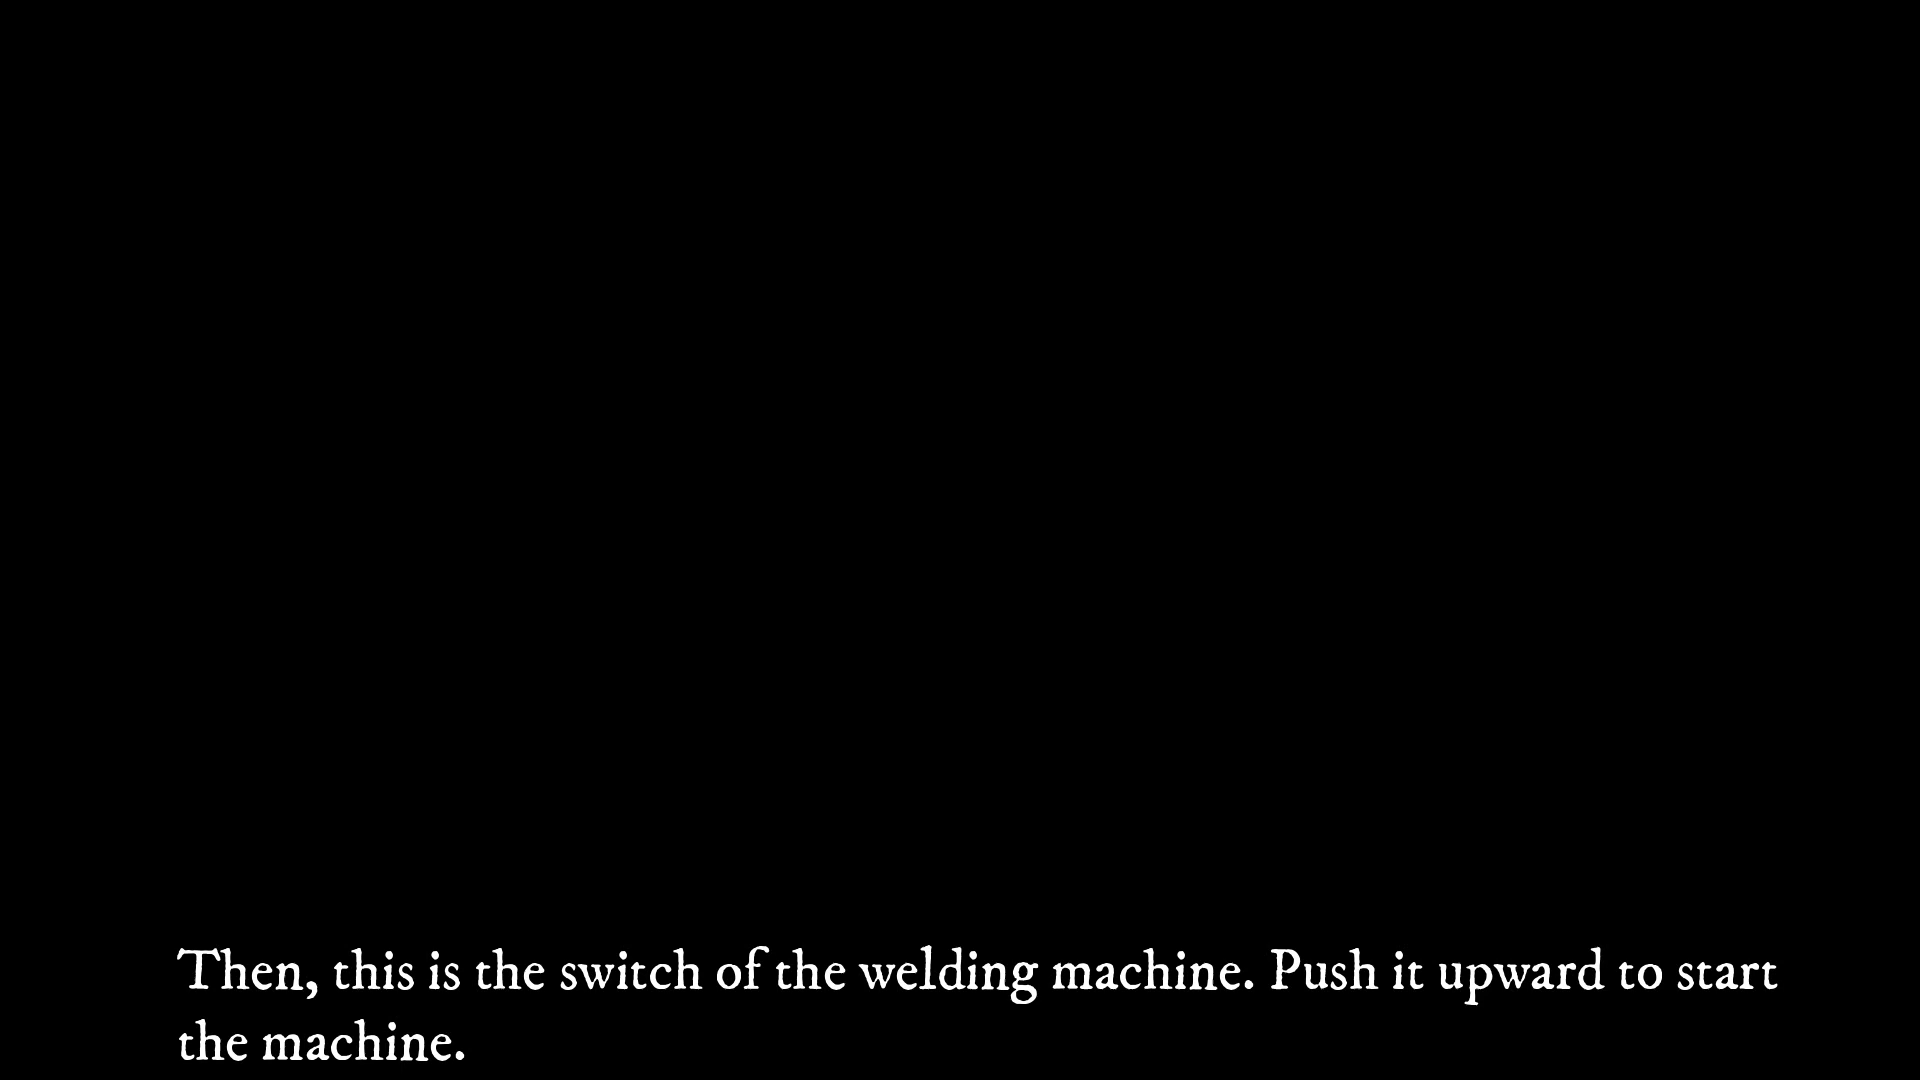 Then, this is the switch of the welding machine. Push it upward to start
the machine.